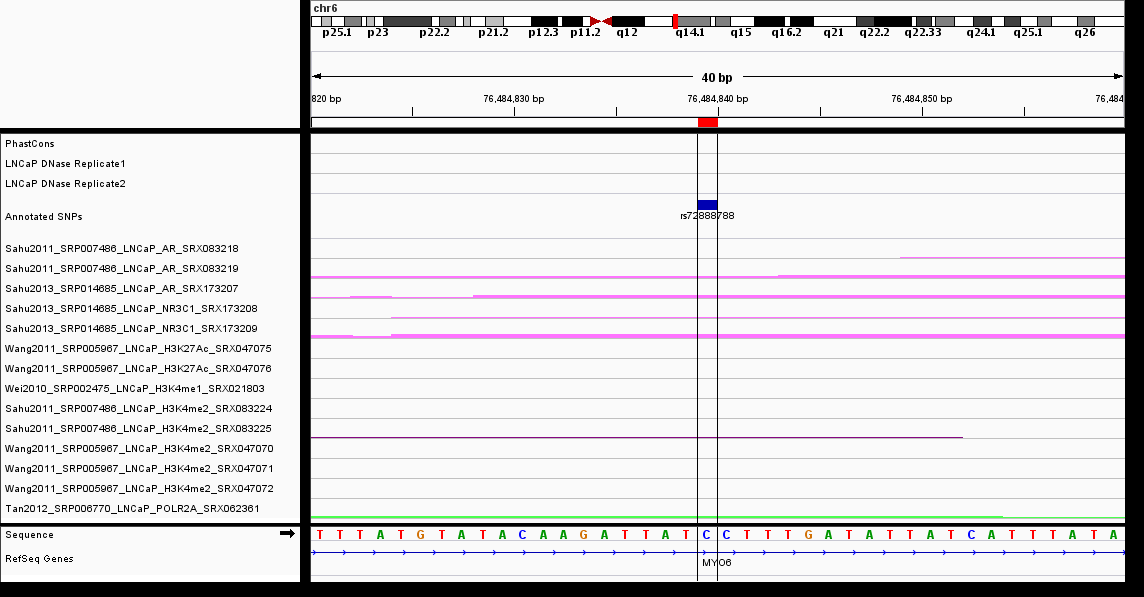 chr6
p25.1 p23 p22.2 p21.2 p12.3 p11.2 q12 q14.1 q15 q16.2 q21 q22.2 q22.33 q24.1 q25.1 q26
40 bp
820 bp 76,484,830 bp 76,484,840 bp 76,484,850 bp 76,484
PhastCons
LNCaP DNase Replicate1
LNCaP DNase Replicate2
Annotated SNPs
rs72888788
Sahu2011_SRP007486_LNCaP_AR_SRX083218
Sahu2011_SRP007486_LNCaP_AR_SRX083219
Sahu2013_SRP014685_LNCaP_AR_SRX173207
Sahu2013_SRP014685_LNCaP_NR3C1_SRX173208
Sahu2013_SRP014685_LNCaP_NR3C1_SRX173209
Wang2011_SRP005967_LNCaP_H3K27Ac_SRX047075
Wang2011_SRP005967_LNCaP_H3K27Ac_SRX047076
Wei2010_SRP002475_LNCaP_H3K4me1_SRX021803
Sahu2011_SRP007486_LNCaP_H3K4me2_SRX083224
Sahu2011_SRP007486_LNCaP_H3K4me2_SRX083225
Wang2011_SRP005967_LNCaP_H3K4me2_SRX047070
Wang2011_SRP005967_LNCaP_H3K4me2_SRX047071
Wang2011_SRP005967_LNCaP_H3K4me2_SRX047072
Tan2012_SRP006770_LNCaP_POLR2A_SRX062361
Sequence T T T A T G T A T A C A A G A T T A T C C T T T G A T A T T A T C A T T T A T A
RefSeq Genes
MYO6